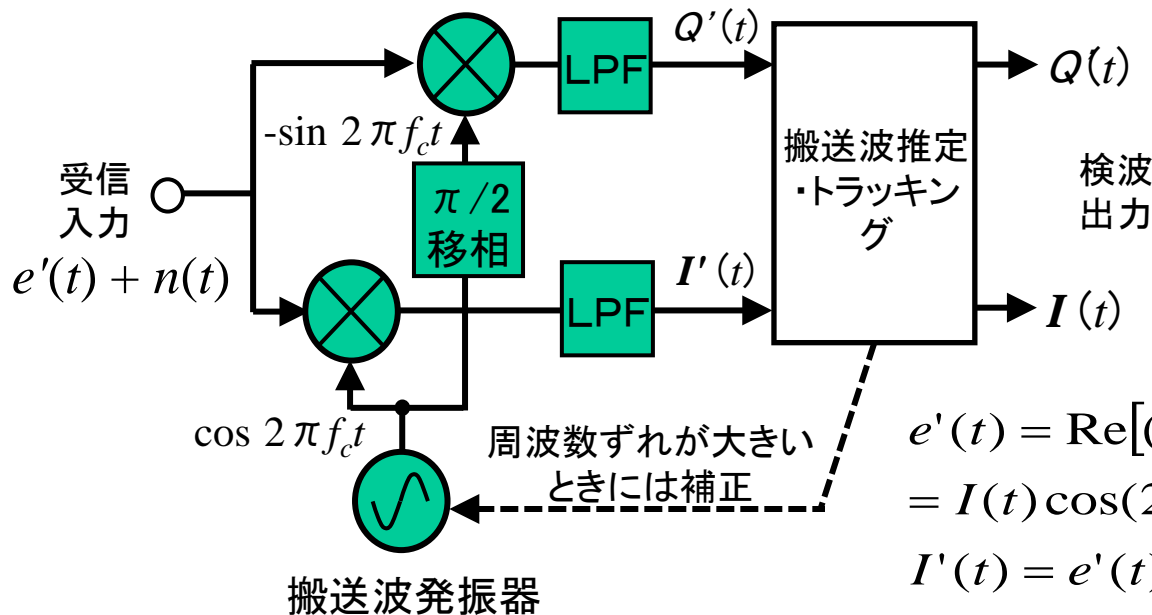 Q'(t)
LPF
Q'(t)
-sin 2πf_c t
搬送波推定
・トラッキン
グ
受信
入力
e'(t) + n(t)
π/2
移相
検波
出力
I'(t)
LPF
I(t)
cos 2πf_c t
周波数ずれが大きい
ときには補正
搬送波発振器
e'(t) = Re[(
= I(t)cos(2
I'(t) = e'(t)